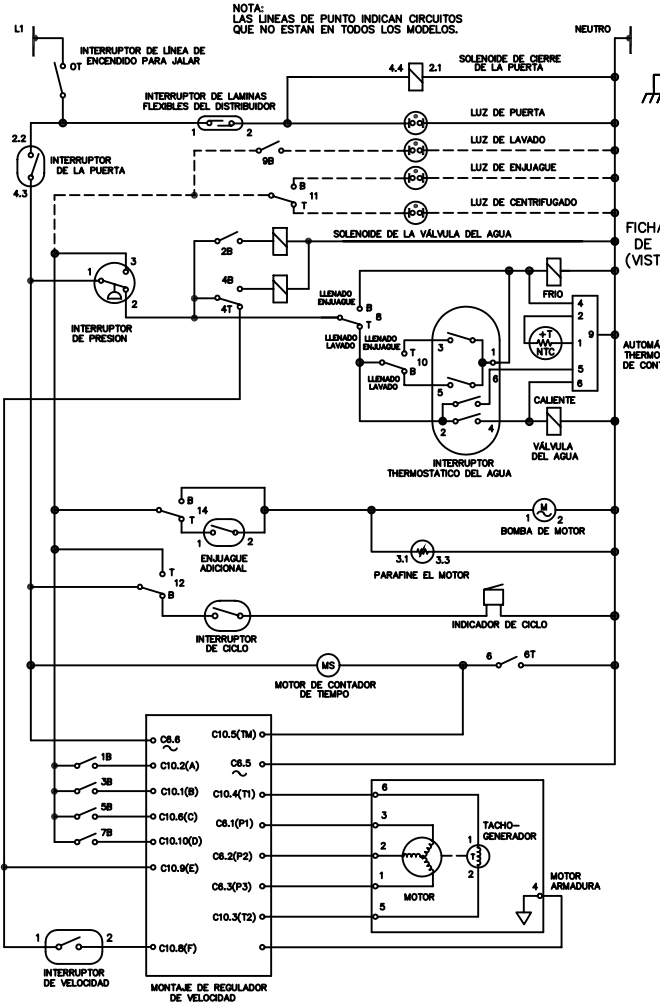 NOTA:
LAS LINEAS DE PUNTO INDICAN CIRCUITOS
QUE NO ESTAN EN TODOS LOS MODELOS.
L1
NEUTRO
INTERRUPTOR DE LÍNEA DE
ENCENDIDO PARA JALAR
OT
SOLENOIDE DE CIERRE
DE LA PUERTA
4.4 2.1
INTERRUPTOR DE LAMINAS
FLEXIBLES DEL DISTRIBUIDOR
1 2
LUZ DE PUERTA
2.2
INTERRUPTOR
DE LA PUERTA
4.3
LUZ DE LAVADO
9B
LUZ DE ENJUAGUE
B
11
T
LUZ DE CENTRIFUGADO
FICHA
DE
(VIST
2B
SOLENOIDE DE LA VÁLVULA DEL AGUA
3
1
2
INTERRUPTOR
DE PRESION
4B
4T
LLENADO
ENJUAGUE
B
8
T
LLENADO
LAVADO
LLENADO
ENJUAGUE
T
10
B
LLENADO
LAVADO
FRIO
3
1
6
5
2
4
4
2
+T
NTC
1
9
5
6
AUTOMÁ
THERMO
DE CONT
CALIENTE
VÁLVULA
DEL AGUA
INTERRUPTOR
THERMOSTATICO DEL AGUA
B
14
T
1 2
ENJUAGUE
ADICIONAL
M
1 2
BOMBA DE MOTOR
3.1 3.3
PARAFINE EL MOTOR
T
12
B
INTERRUPTOR
DE CICLO
INDICADOR DE CICLO
MS
MOTOR DE CONTADOR
DE TIEMPO
6 6T
C6.6
C10.5(TM)
1B
C10.2(A)
C6.5
3B
C10.1(B)
C10.4(T1)
6
5B
C10.6(C)
C6.1(P1)
3
7B
C10.10(D)
C6.2(P2)
2
C10.9(E)
C6.3(P3)
1
MOTOR
TACHO-
GENERADOR
1
T
2
C10.3(T2)
5
MOTOR
ARMADURA
4
1 2
C10.8(F)
INTERRUPTOR
DE VELOCIDAD
MONTAJE DE REGULADOR
DE VELOCIDAD